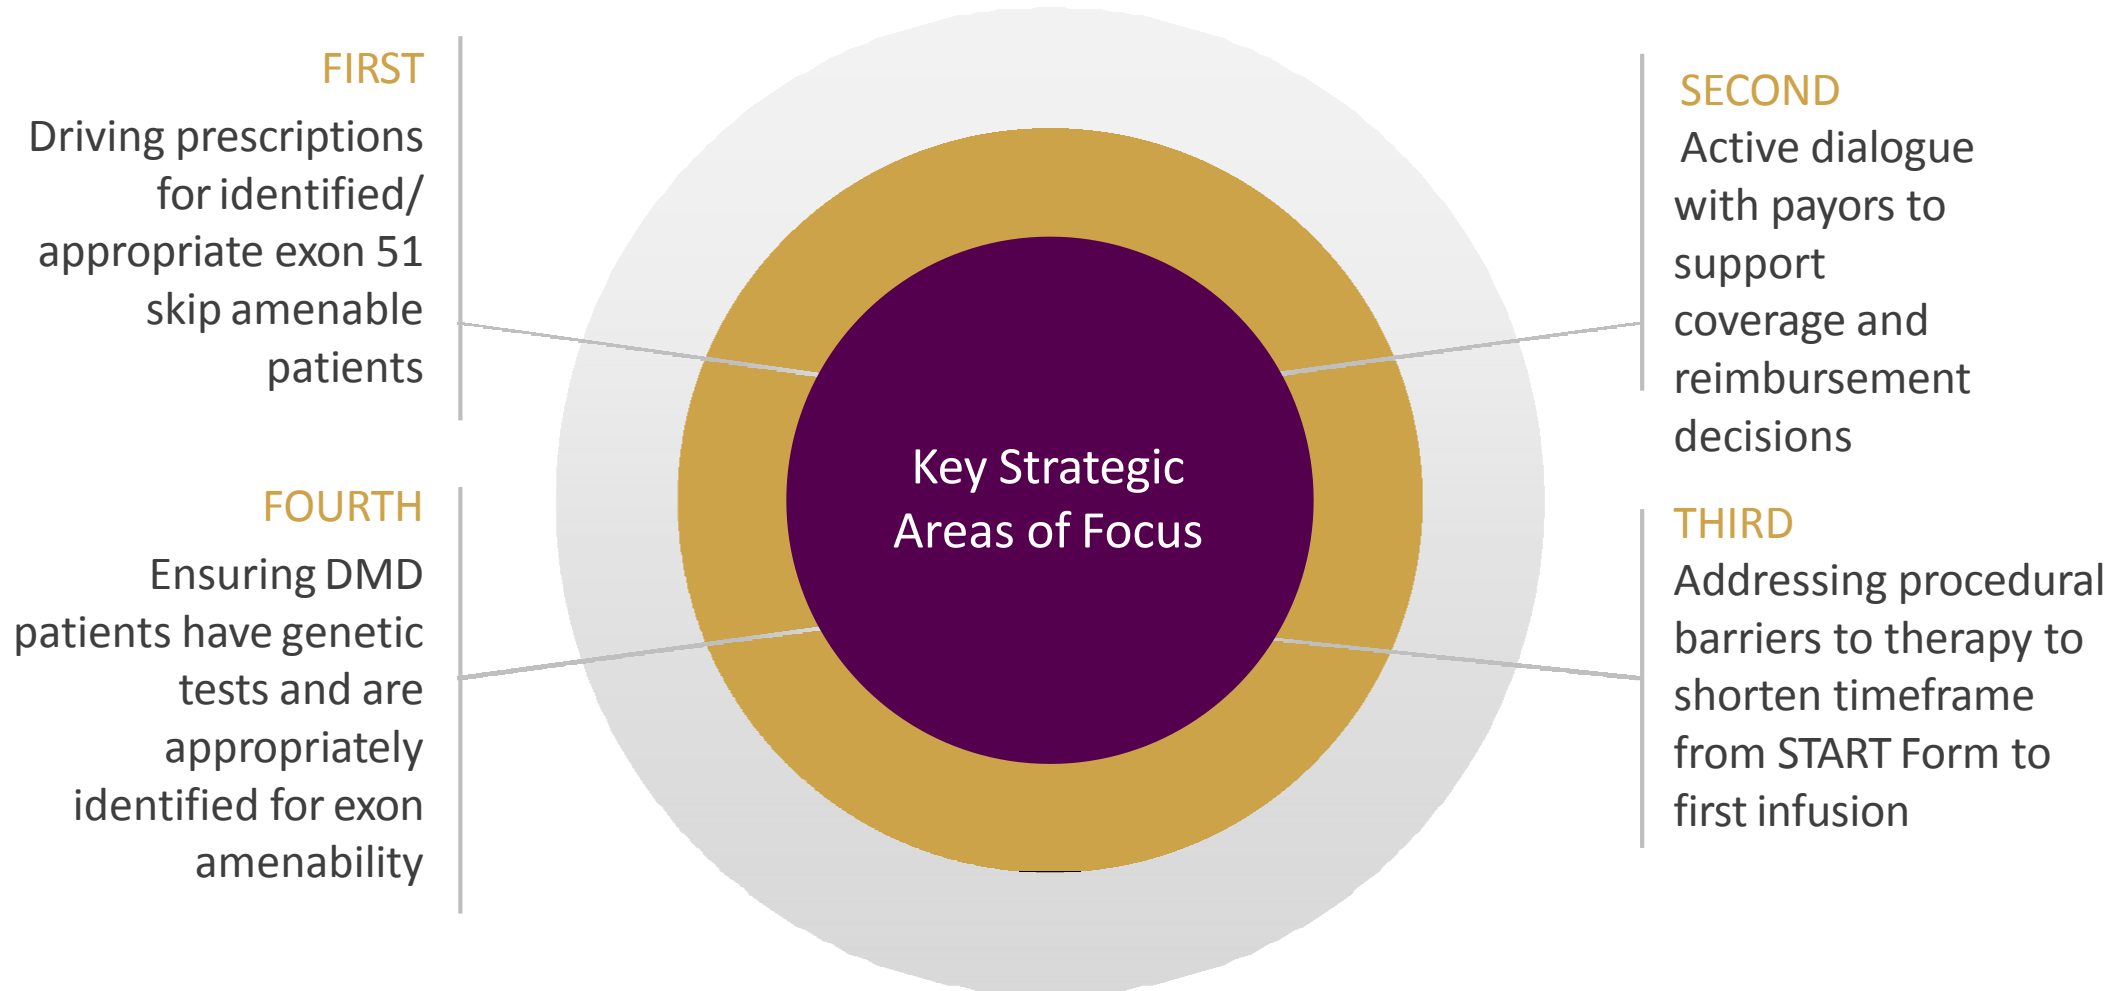 FIRST
Driving prescriptions
for identified/
appropriate exon 51
skip amenable
patients
SECOND
Active dialogue
with payors to
support
coverage and
reimbursement
decisions
Key Strategic
Areas of Focus
THIRD
Addressing procedural
barriers to therapy to
shorten timeframe
from START Form to
first infusion
FOURTH
Ensuring DMD
patients have genetic
tests and are
appropriately
identified for exon
amenability